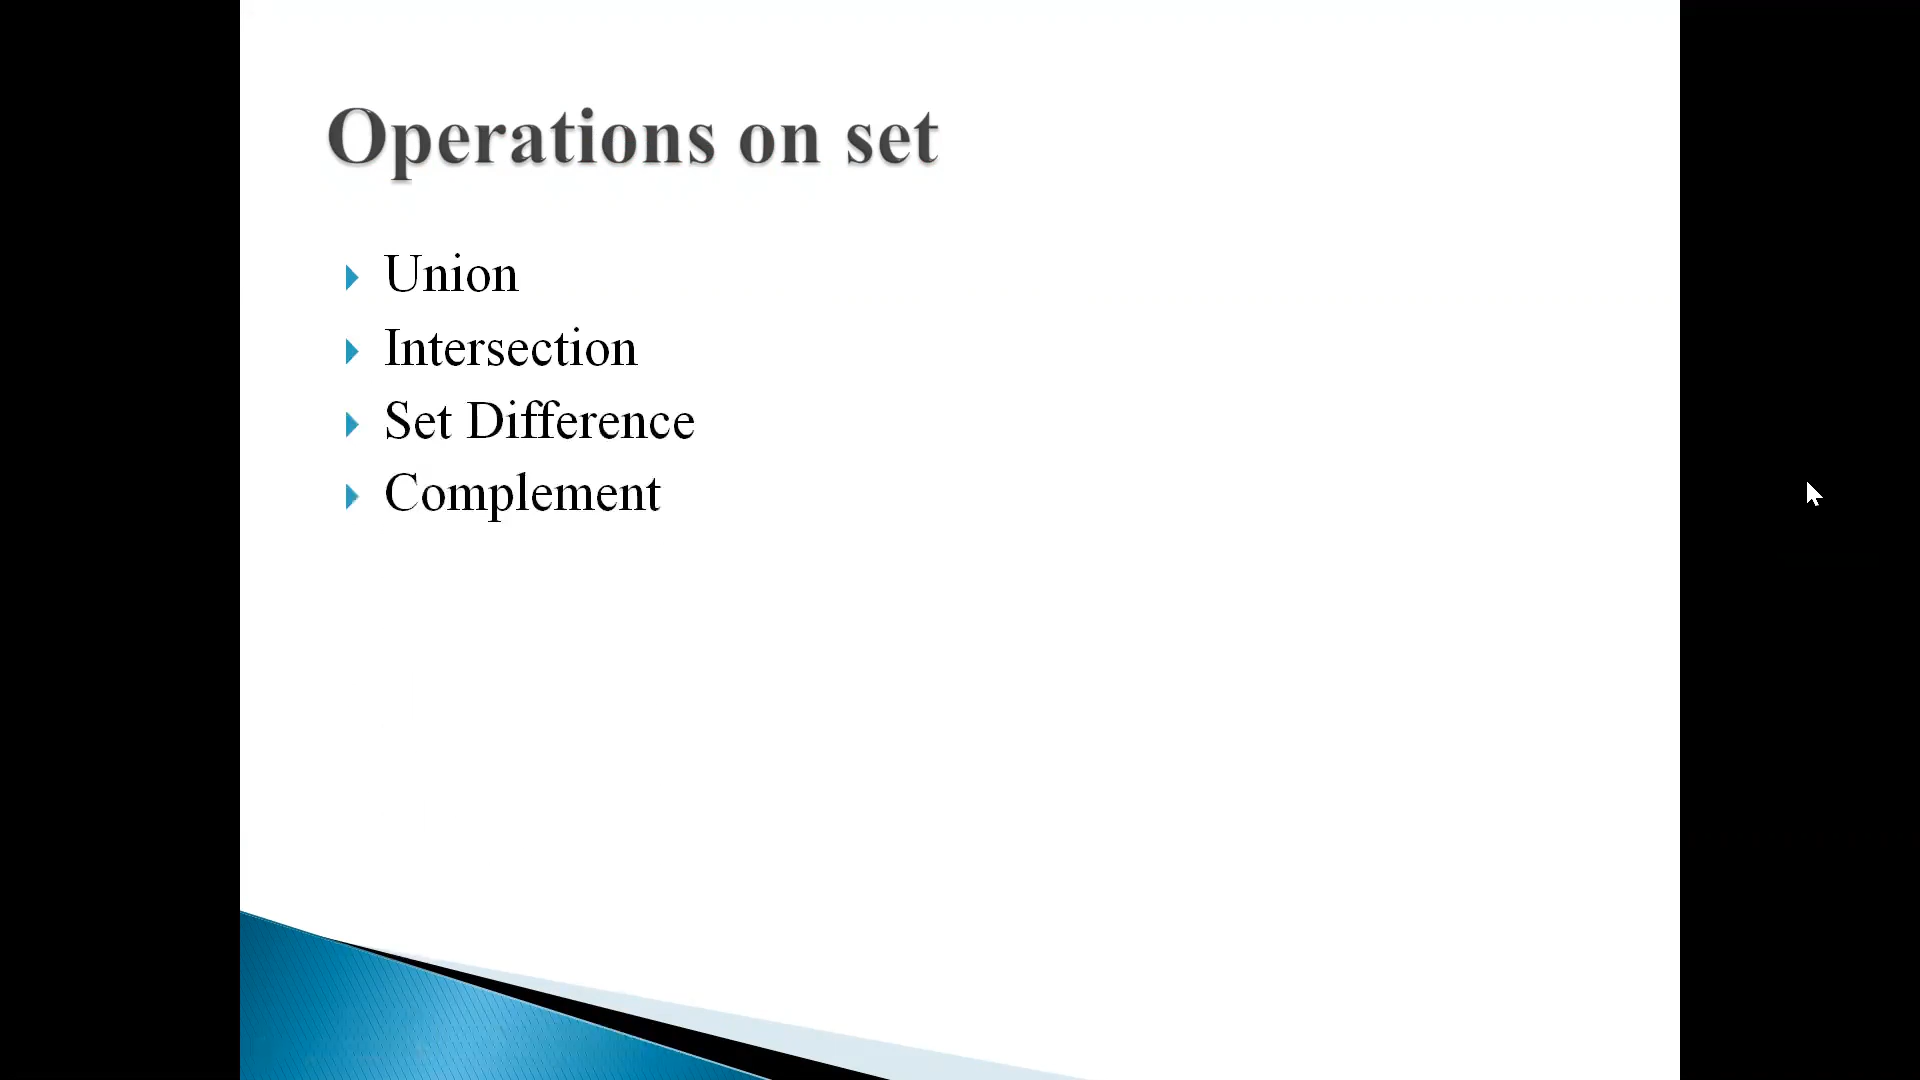 Operations on set
Union
Intersection
Set Difference
Complement